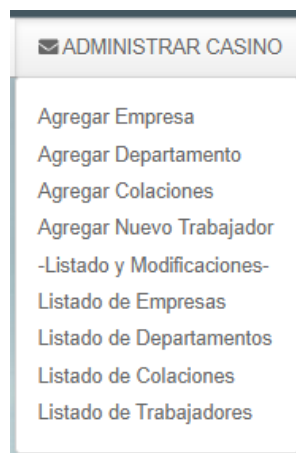 ADMINISTRAR CASINO
Agregar Empresa
Agregar Departamento
Agregar Colaciones
Agregar Nuevo Trabajador
-Listado y Modificaciones-
Listado de Empresas
Listado de Departamentos
Listado de Colaciones
Listado de Trabajadores